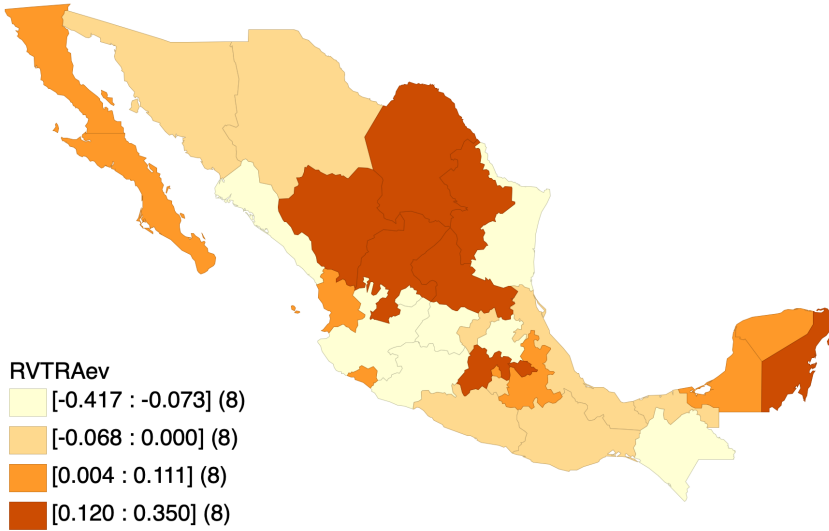 RVTRAev
[-0.417 : -0.073] (8)
[-0.068 : 0.000] (8)
[0.004 : 0.111] (8)
[0.120 : 0.350] (8)